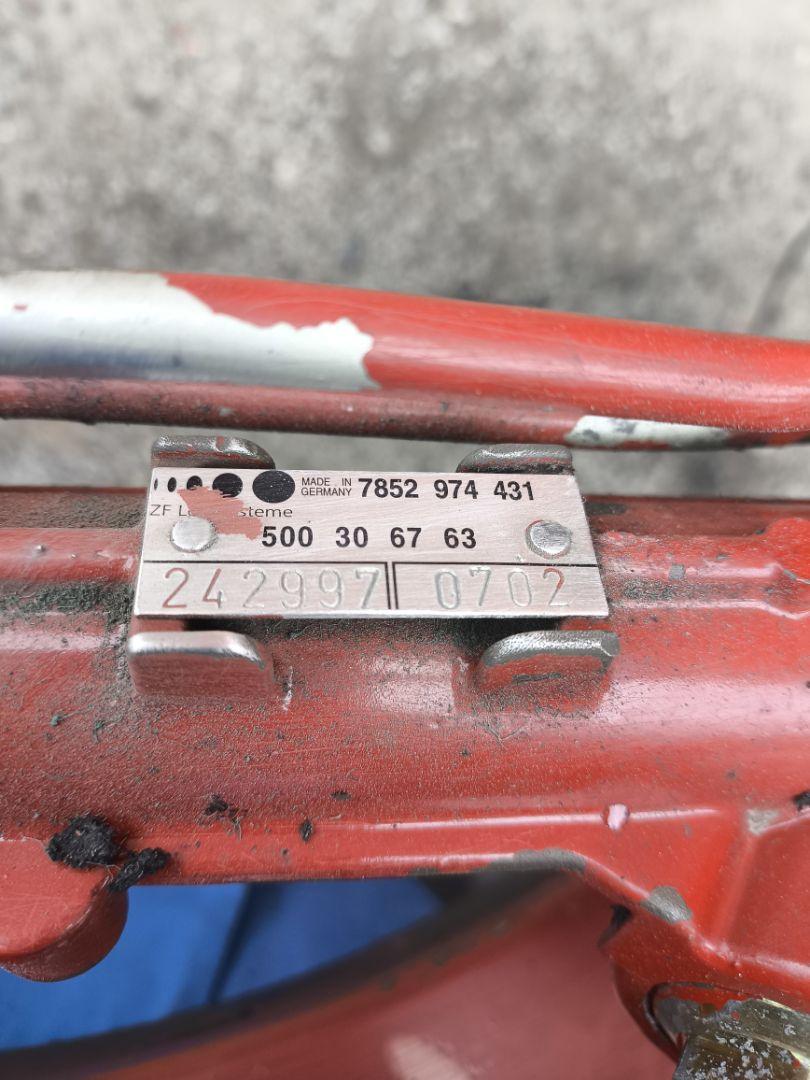 MADE IN
GERMANY 7852 974 431
ZF
500 30 67 63
242997 0702